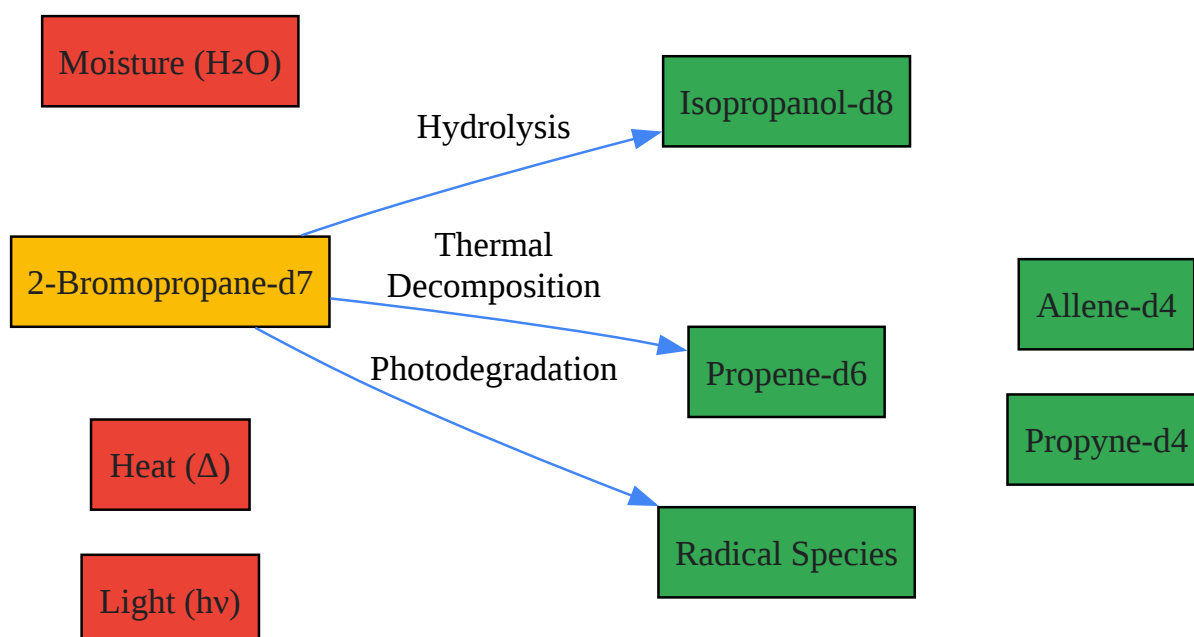 Moisture (H₂O)
Isopropanol-d8
Hydrolysis
2-Bromopropane-d7
Thermal
Decomposition
Allene-d4
Photodegradation
Propene-d6
Propyne-d4
Heat (Δ)
Radical Species
Light (hν)